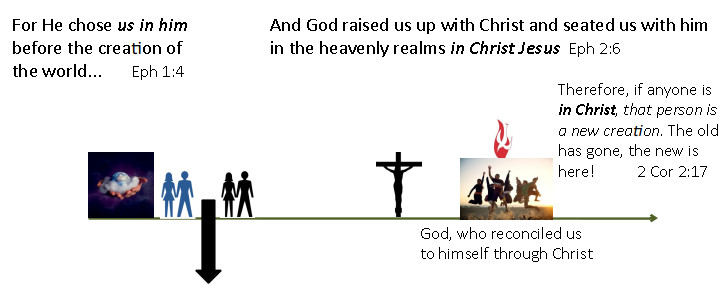 For He chose us in him
before the creation of
the world... Eph 1:4
And God raised us up with Christ and seated us with him
in the heavenly realms in Christ Jesus Eph 2:6
Therefore, if anyone is
in Christ, that person is
a new creation. The old
has gone, the new is
here! 2 Cor 2:17
God, who reconciled us
to himself through Christ